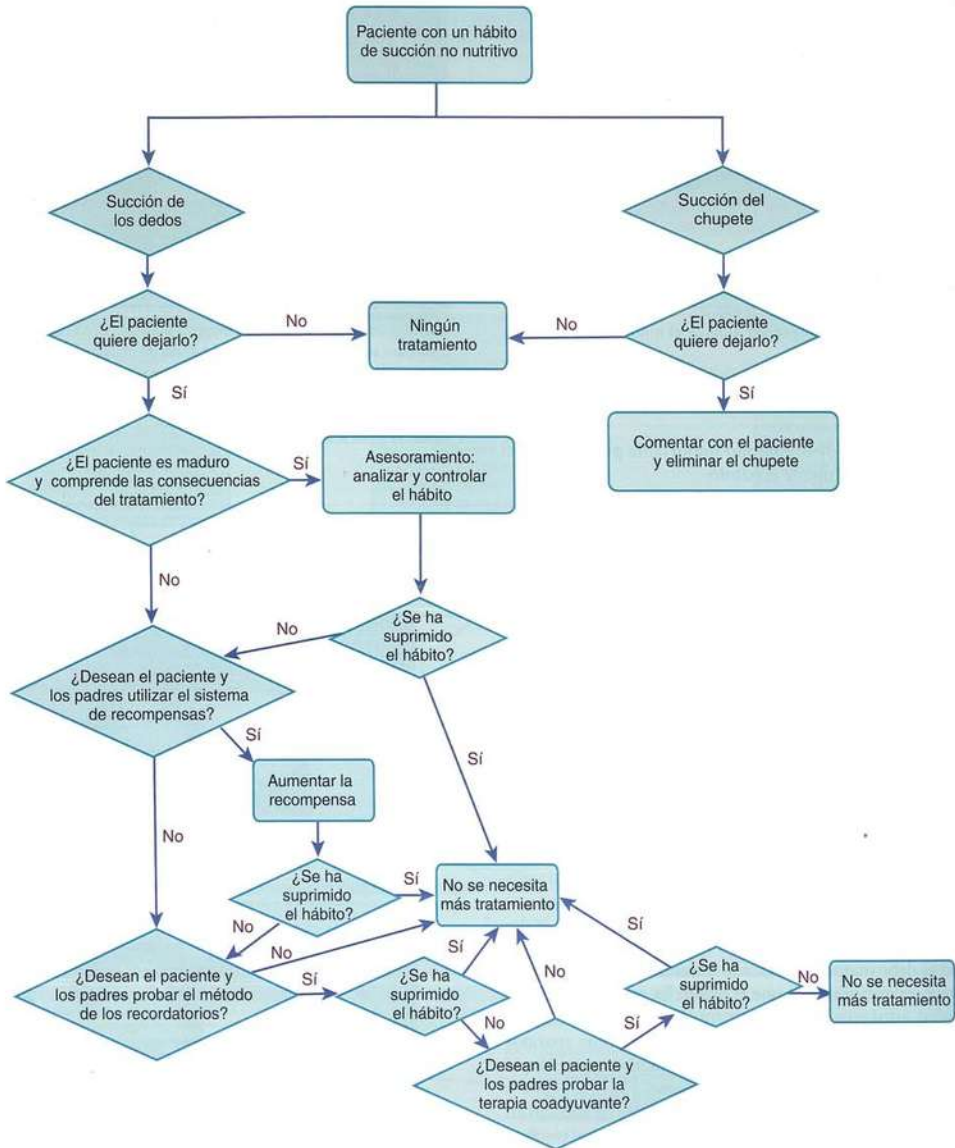 Paciente con un hábito
de succión no nutritivo
Succión de
los dedos
Succión del
chupete
¿El paciente
quiere dejarlo?
No
Ningún
tratamiento
No
¿El paciente
quiere dejarlo?
Sí
Sí
¿El paciente es maduro
y comprende las consecuencias
del tratamiento?
Sí
Asesoramiento:
analizar y controlar
el hábito
Comentar con el paciente
y eliminar el chupete
No
¿Se ha
suprimido
el hábito?
No
¿Desean el paciente y
los padres utilizar el sistema
de recompensas?
Sí
Sí
Aumentar la
recompensa
No
¿Se ha
suprimido
el hábito?
Sí
No se necesita
más tratamiento
No
No
Sí
Sí
¿Desean el paciente y
los padres probar el método
de los recordatorios?
Sí
¿Se ha
suprimido
el hábito?
No
No
Sí
¿Se ha
suprimido
el hábito?
No
No se necesita
más tratamiento
¿Desean el paciente y
los padres probar la
terapia coadyuvante?